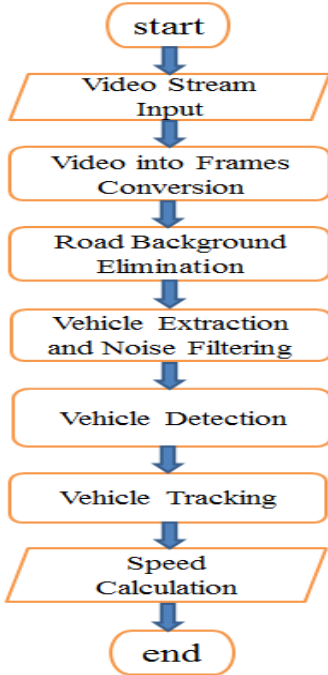 start
Video Stream
Input
Video into Frames
Conversion
Road Background
Elimination
Vehicle Extraction
and Noise Filtering
Vehicle Detection
Vehicle Tracking
Speed
Calculation
end